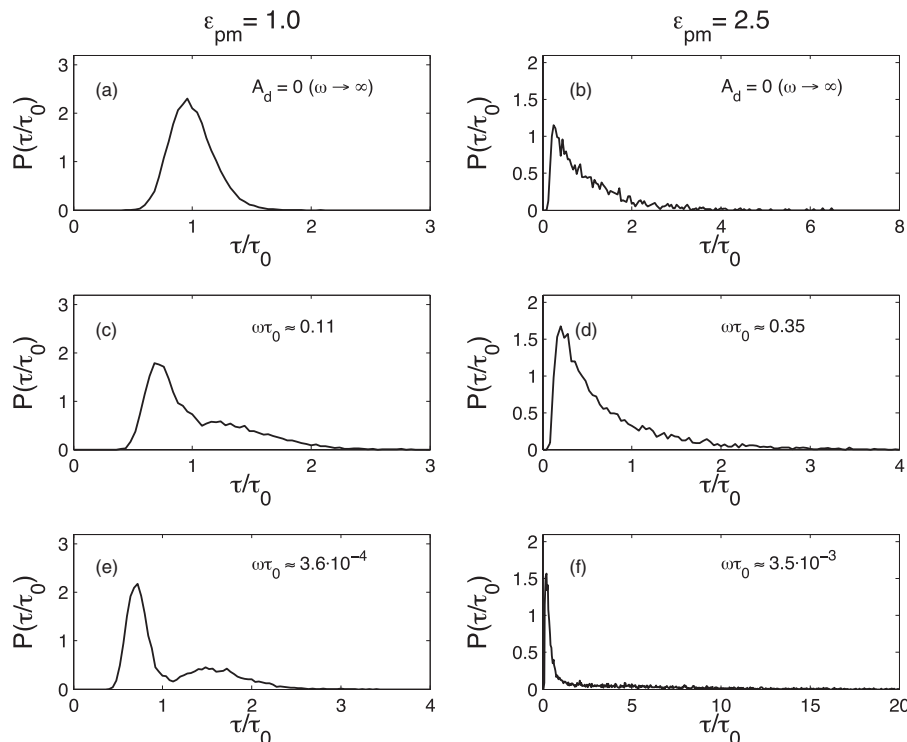 ε_pm = 1.0
ε_pm = 2.5
(a)
A_d = 0 (ω → ∞)
P(τ/τ_0)
3
2
1
0
0 1 2 3
τ/τ_0
(b)
A_d = 0 (ω → ∞)
P(τ/τ_0)
2
1.5
1
0.5
0
0 2 4 6 8
τ/τ_0
(c)
ωτ_0 ≈ 0.11
P(τ/τ_0)
3
2
1
0
0 1 2 3
τ/τ_0
(d)
ωτ_0 ≈ 0.35
P(τ/τ_0)
2
1.5
1
0.5
0
0 1 2 3 4
τ/τ_0
(e)
ωτ_0 ≈ 3.6·10^−4
P(τ/τ_0)
3
2
1
0
0 1 2 3 4
τ/τ_0
(f)
ωτ_0 ≈ 3.5·10^−3
P(τ/τ_0)
2
1.5
1
0.5
0
0 5 10 15 20
τ/τ_0